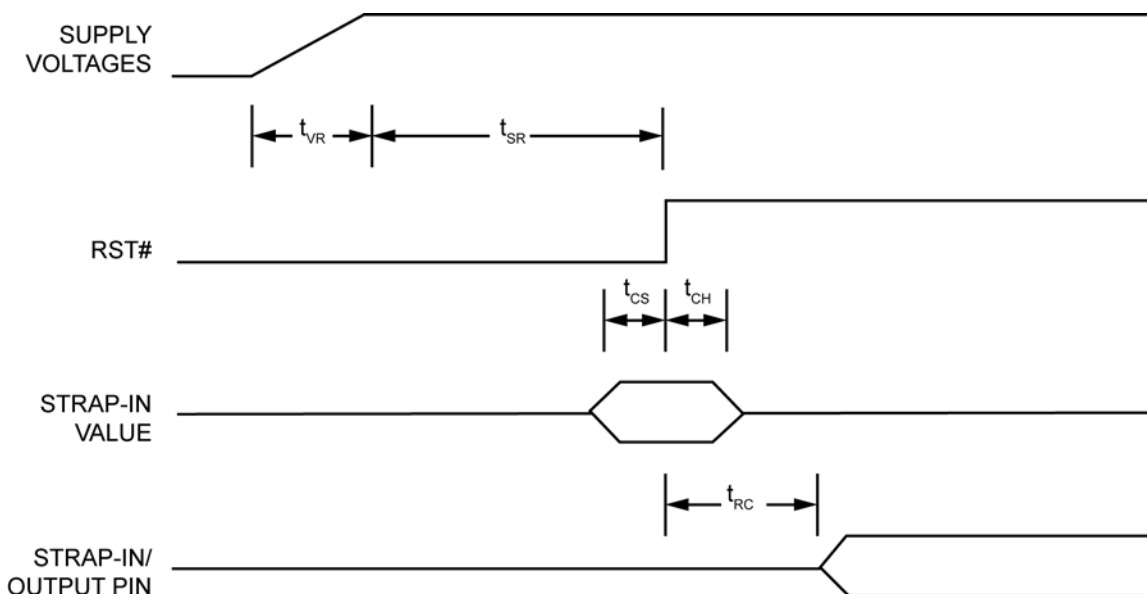 SUPPLY
VOLTAGES
tVR
tSR
RST#
tCS
tCH
STRAP-IN
VALUE
tRC
STRAP-IN/
OUTPUT PIN